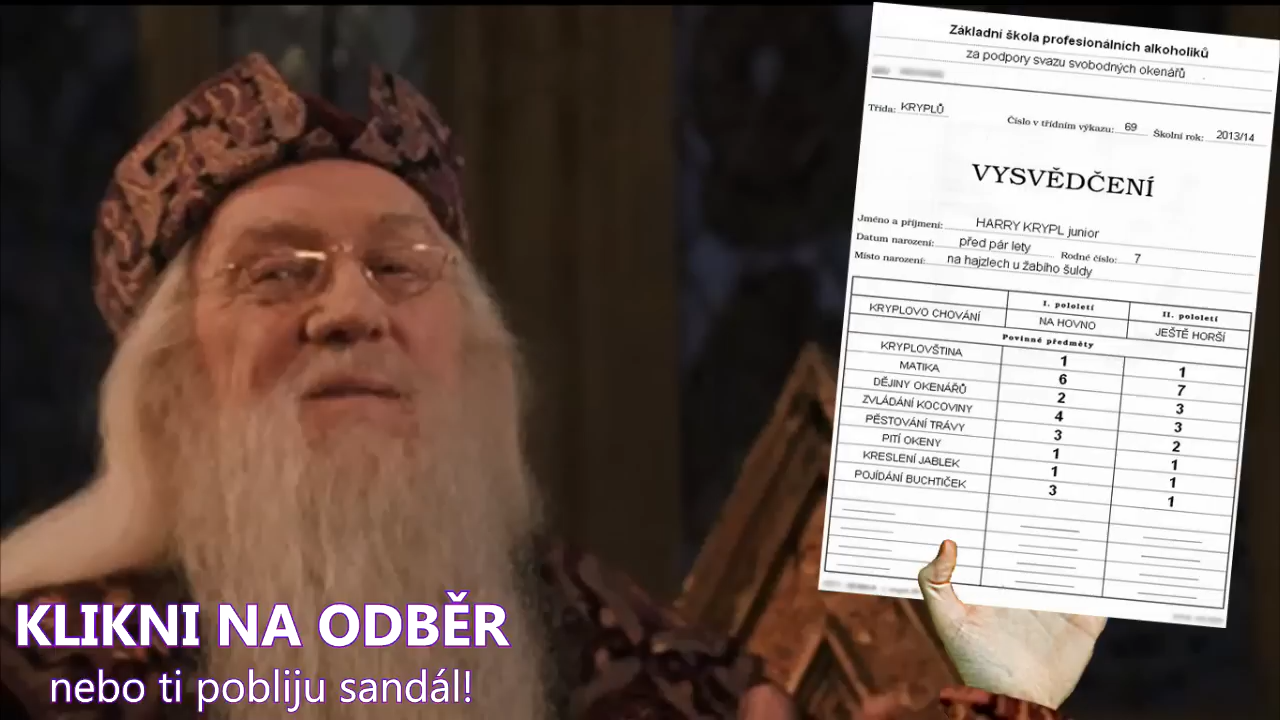 Základní škola profesionálních alkoholiků
za podpory svazu svobodných okenářů
Třída: KRYPLŮ
Číslo v třídním výkazu: 69 Školní rok: 2013/14
VYSVĚDČENÍ
Jméno a příjmení: HARRY KRYPL junior
Datum narození: před pár lety Rodné číslo: 7
Místo narození: na hajzlech u žabího šuldy
I. pololetí II. pololetí
KRYPLOVO CHOVÁNÍ NA HOVNO JEŠTĚ HORŠÍ
Povinné předměty
KRYPLOVŠTINA 1 1
MATIKA 6 7
DĚJINY OKENÁŘŮ 2 3
ZVLÁDÁNÍ KOCOVINY 4 3
PĚSTOVÁNÍ TRÁVY 3 2
PITÍ OKENY 1 1
KRESLENÍ JABLEK 1 1
POJÍDÁNÍ BUCHTIČEK 3 1
KLIKNI NA ODBĚR
nebo ti pobliju sandál!